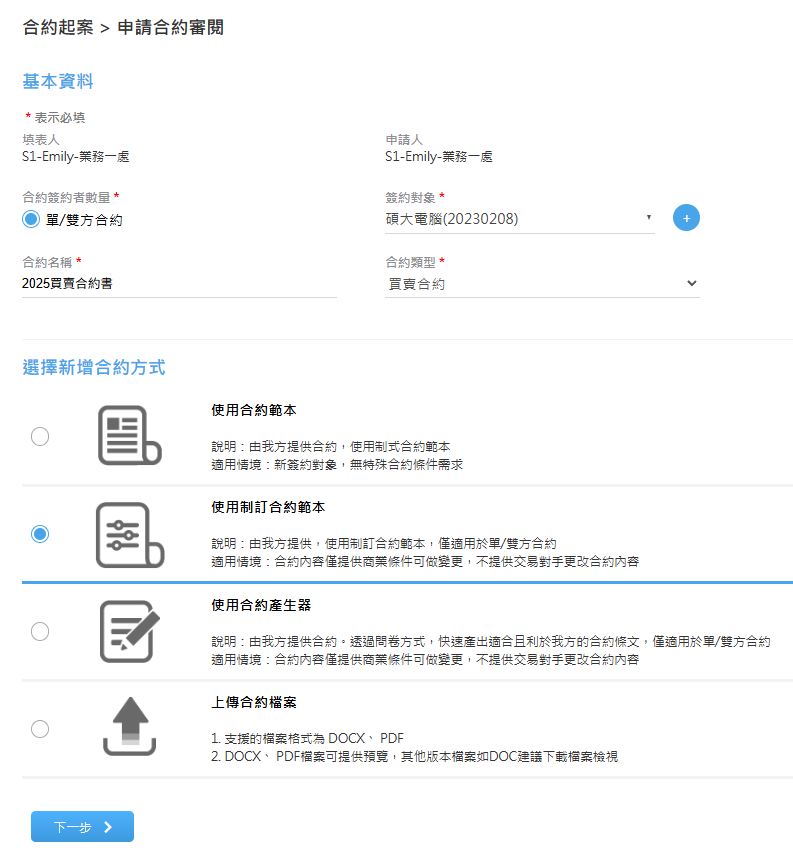 合約起案 > 申請合約審閱
基本資料
* 表示必填
填表人
S1-Emily-業務一處
申請人
S1-Emily-業務一處
合約簽約者數量 *
單/雙方合約
簽約對象 *
碩大電腦(20230208)
+
合約名稱 *
2025買賣合約書
合約類型 *
買賣合約
選擇新增合約方式
使用合約範本
說明：由我方提供合約，使用制式合約範本
適用情境：新簽約對象，無特殊合約條件需求
使用制訂合約範本
說明：由我方提供，使用制訂合約範本，僅適用於單/雙方合約
適用情境：合約內容僅提供商業條件可做變更，不提供交易對手更改合約內容
使用合約產生器
說明：由我方提供合約。透過問卷方式，快速產出適合且利於我方的合約條文，僅適用於單/雙方合約
適用情境：合約內容僅提供商業條件可做變更，不提供交易對手更改合約內容
上傳合約檔案
1. 支援的檔案格式為 DOCX、 PDF
2. DOCX、 PDF檔案可提供預覽，其他版本檔案如DOC建議下載檔案檢視
下一步